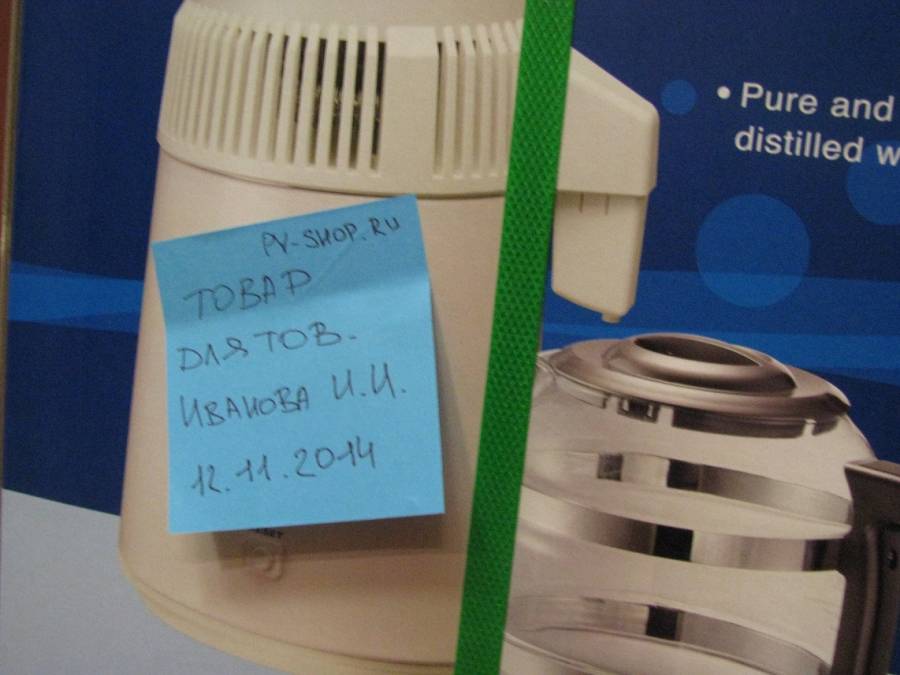 PV-SHOP.RU
ТОВАР
ДЛЯ ТОВ.
ИВАНОВА И.И.
12.11.2014
• Pure and
distilled w